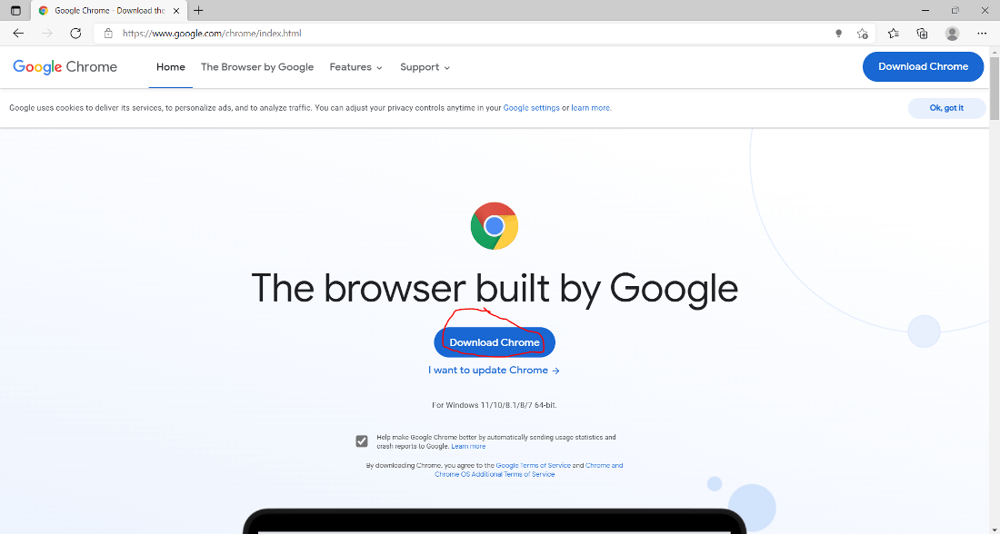 Google Chrome - Download the
https://www.google.com/chrome/index.html
Google Chrome Home The Browser by Google Features Support Download Chrome
Google uses cookies to deliver its services, to personalize ads, and to analyze traffic. You can adjust your privacy controls anytime in your Google settings or learn more. Ok, got it
The browser built by Google
Download Chrome
I want to update Chrome →
For Windows 11/10/8.1/8/7 64-bit.
Help make Google Chrome better by automatically sending usage statistics and
crash reports to Google. Learn more
By downloading Chrome, you agree to the Google Terms of Service and Chrome and
Chrome OS Additional Terms of Service